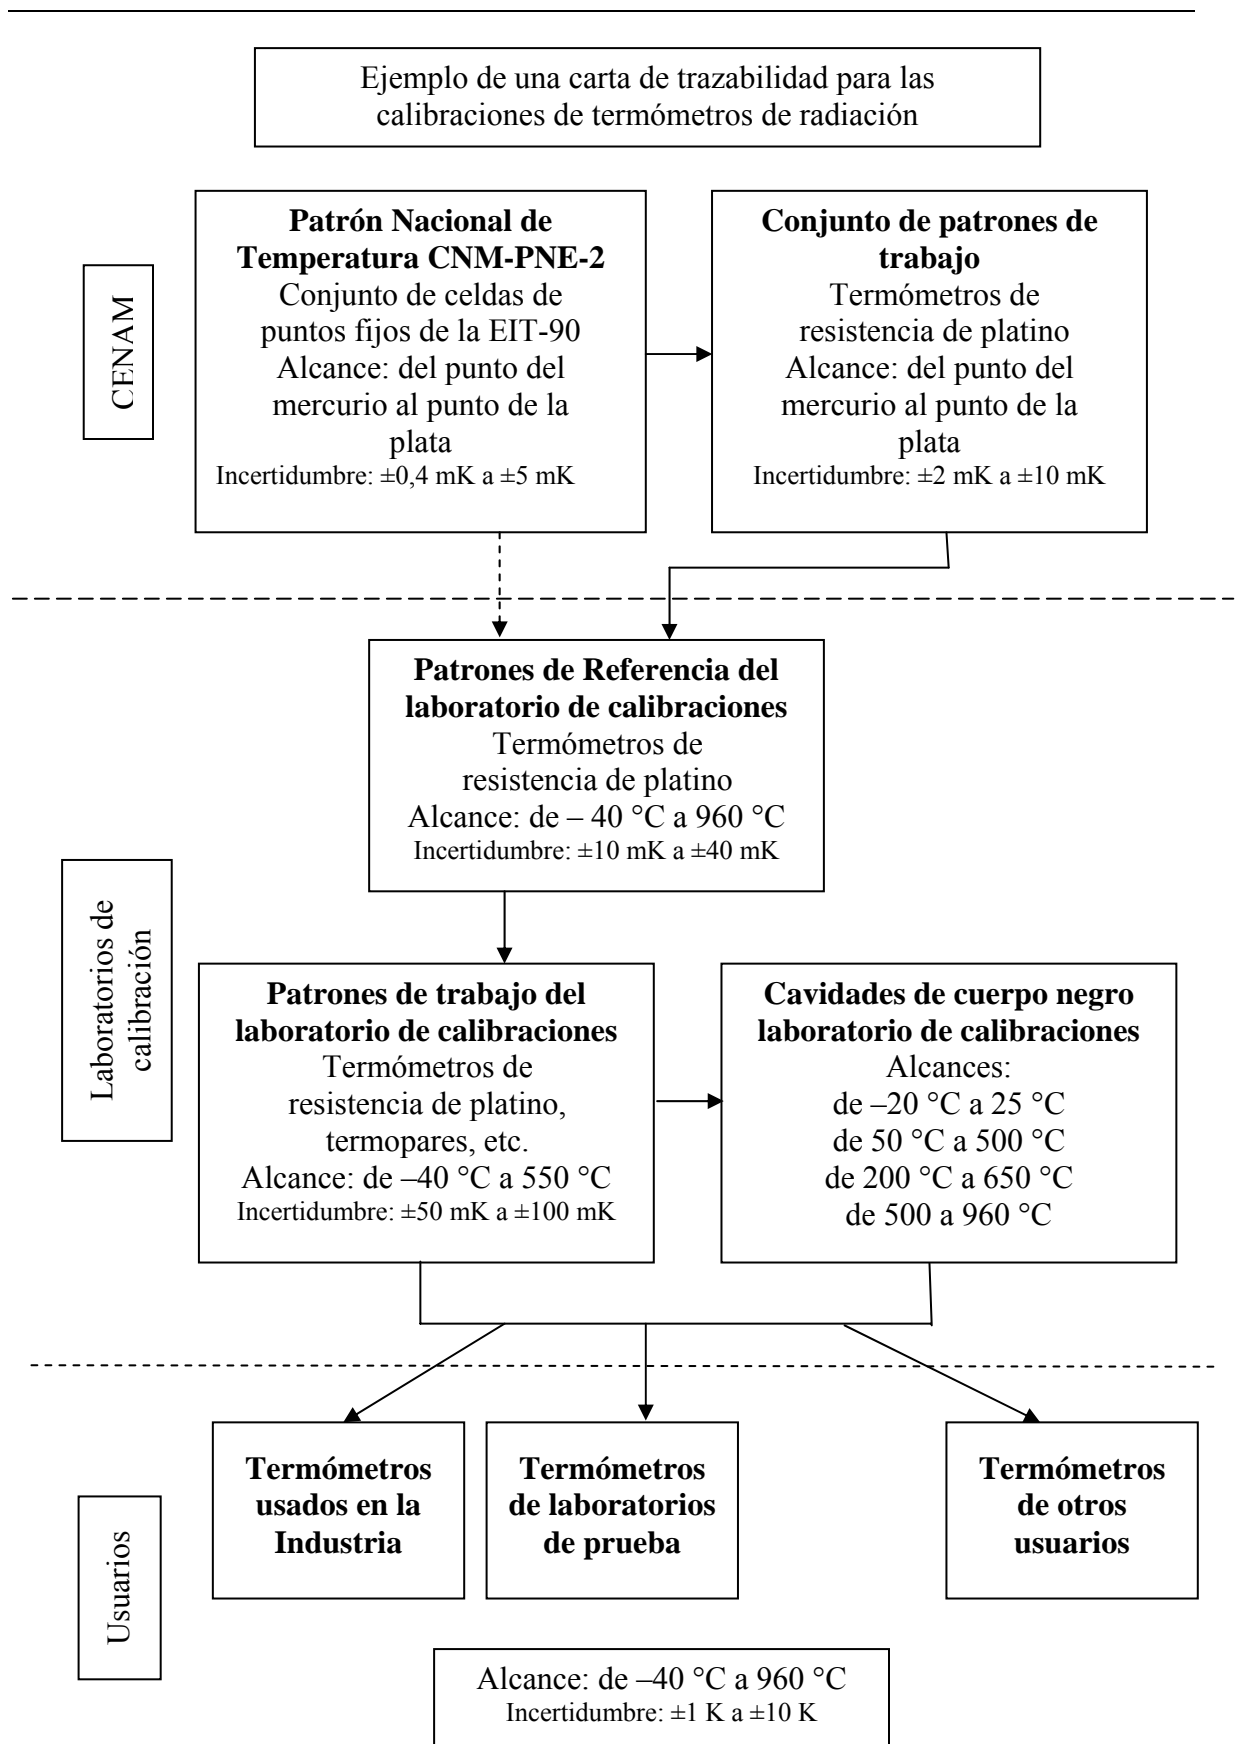 Ejemplo de una carta de trazabilidad para las
calibraciones de termómetros de radiación
CENAM
Patrón Nacional de
Temperatura CNM-PNE-2
Conjunto de celdas de
puntos fijos de la EIT-90
Alcance: del punto del
mercurio al punto de la
plata
Incertidumbre: ±0,4 mK a ±5 mK
Conjunto de patrones de
trabajo
Termómetros de
resistencia de platino
Alcance: del punto del
mercurio al punto de la
plata
Incertidumbre: ±2 mK a ±10 mK
Laboratorios de
calibración
Patrones de Referencia del
laboratorio de calibraciones
Termómetros de
resistencia de platino
Alcance: de – 40 °C a 960 °C
Incertidumbre: ±10 mK a ±40 mK
Patrones de trabajo del
laboratorio de calibraciones
Termómetros de
resistencia de platino,
termopares, etc.
Alcance: de –40 °C a 550 °C
Incertidumbre: ±50 mK a ±100 mK
Cavidades de cuerpo negro
laboratorio de calibraciones
Alcances:
de –20 °C a 25 °C
de 50 °C a 500 °C
de 200 °C a 650 °C
de 500 a 960 °C
Usuarios
Termómetros
usados en la
Industria
Termómetros
de laboratorios
de prueba
Termómetros
de otros
usuarios
Alcance: de –40 °C a 960 °C
Incertidumbre: ±1 K a ±10 K